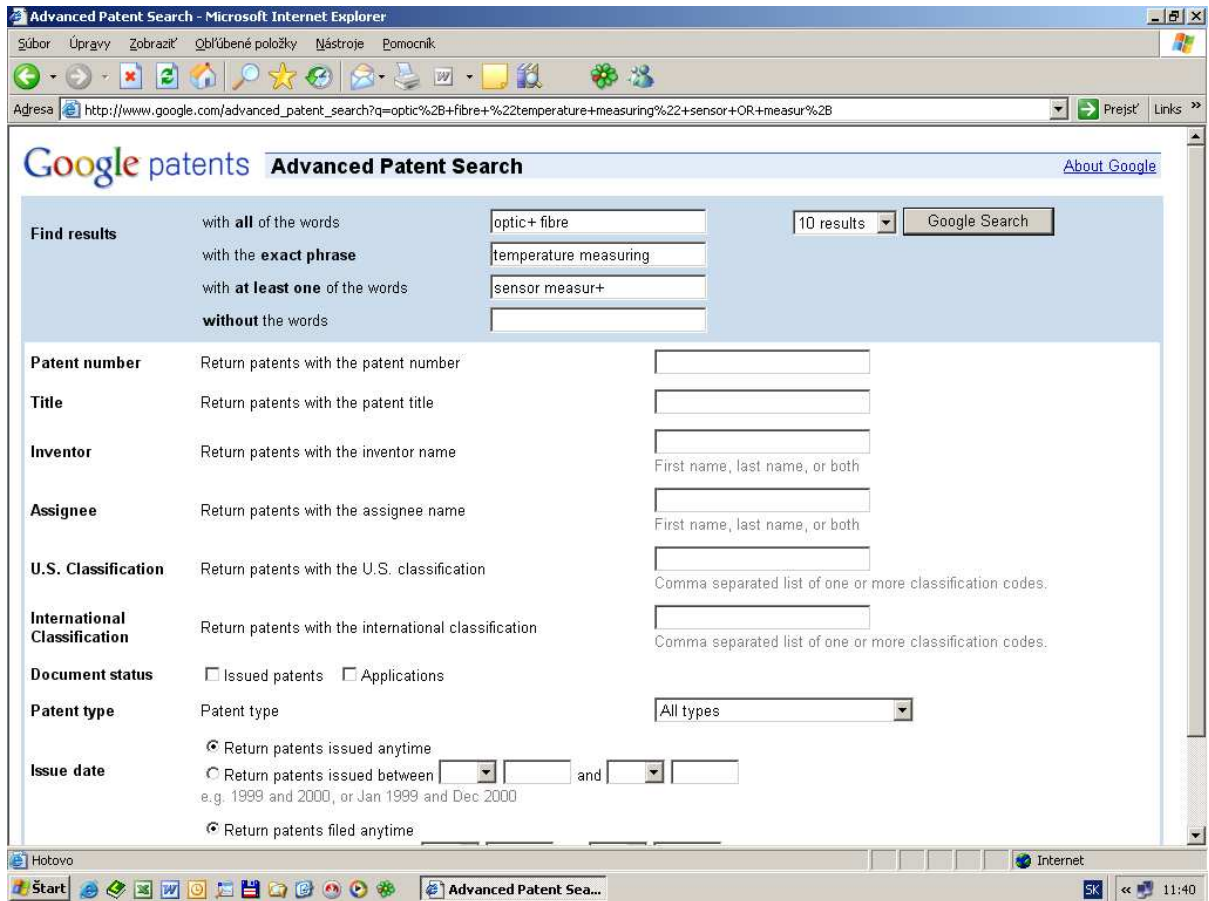 Advanced Patent Search - Microsoft Internet Explorer
Súbor Úpravy Zobraziť Obľúbené položky Nástroje Pomocník
Adresa http://www.google.com/advanced_patent_search?q=optic%2B+fibre+%22temperature+measuring%22+sensor+OR+measur%2B Prejsť Links »
Google patents Advanced Patent Search About Google
Find results with all of the words optic+ fibre 10 results Google Search
with the exact phrase temperature measuring
with at least one of the words sensor measur+
without the words
Patent number Return patents with the patent number
Title Return patents with the patent title
Inventor Return patents with the inventor name
First name, last name, or both
Assignee Return patents with the assignee name
First name, last name, or both
U.S. Classification Return patents with the U.S. classification
Comma separated list of one or more classification codes.
International
Classification Return patents with the international classification
Comma separated list of one or more classification codes.
Document status Issued patents Applications
Patent type Patent type All types
Return patents issued anytime
Issue date Return patents issued between and
e.g. 1999 and 2000, or Jan 1999 and Dec 2000
Return patents filed anytime
Hotovo Internet
Štart Advanced Patent Sea... SK « 11:40